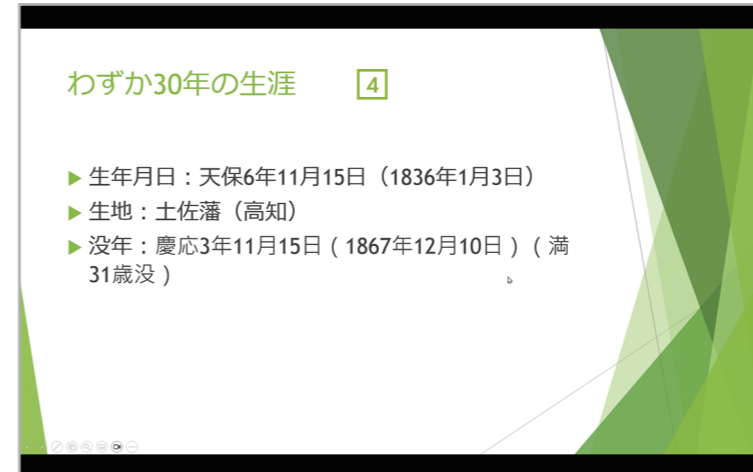 わずか30年の生涯 4
▶ 生年月日：天保6年11月15日（1836年1月3日）
▶ 生地：土佐藩（高知）
▶ 没年：慶応3年11月15日（1867年12月10日）（満
31歳没）